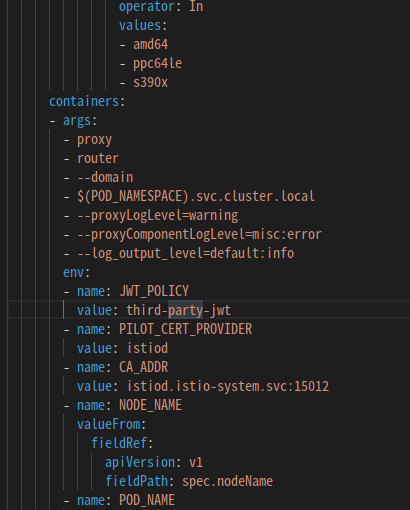 operator: In
values:
- amd64
- ppc64le
- s390x
containers:
- args:
- proxy
- router
- --domain
- $(POD_NAMESPACE).svc.cluster.local
- --proxyLogLevel=warning
- --proxyComponentLogLevel=misc:error
- --log_output_level=default:info
env:
- name: JWT_POLICY
value: third-party-jwt
- name: PILOT_CERT_PROVIDER
value: istiod
- name: CA_ADDR
value: istiod.istio-system.svc:15012
- name: NODE_NAME
valueFrom:
fieldRef:
apiVersion: v1
fieldPath: spec.nodeName
- name: POD_NAME